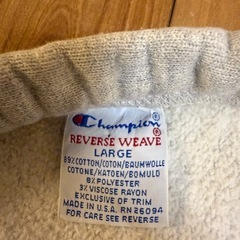 Champion®
REVERSE WEAVE®
LARGE
89% COTTON/COTON/BAUMWOLLE
COTONE/KATOEN/BOMULD
8% POLYESTER
3% VISCOSE RAYON
EXCLUSIVE OF TRIM
MADE IN U.S.A. RN 26094
FOR CARE SEE REVERSE